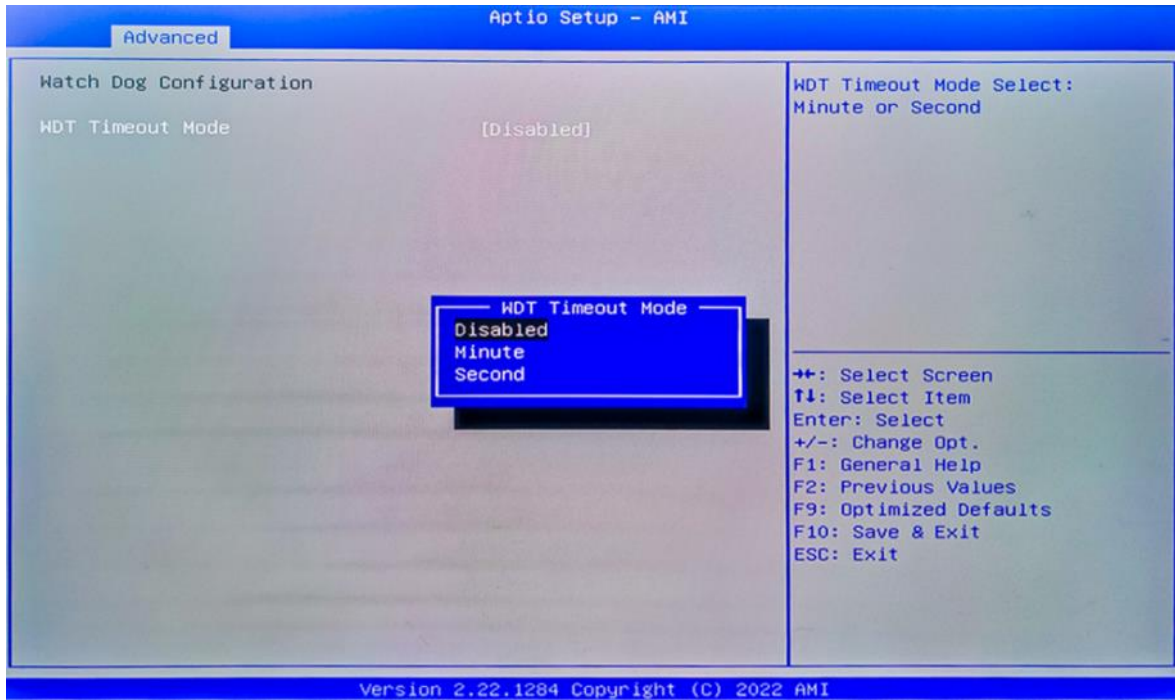 Aptio Setup - AMI
Advanced
Watch Dog Configuration
WDT Timeout Mode [Disabled]
WDT Timeout Mode
Disabled
Minute
Second
WDT Timeout Mode Select:
Minute or Second
→←: Select Screen
↑↓: Select Item
Enter: Select
+/-: Change Opt.
F1: General Help
F2: Previous Values
F9: Optimized Defaults
F10: Save & Exit
ESC: Exit
Version 2.22.1284 Copyright (C) 2022 AMI